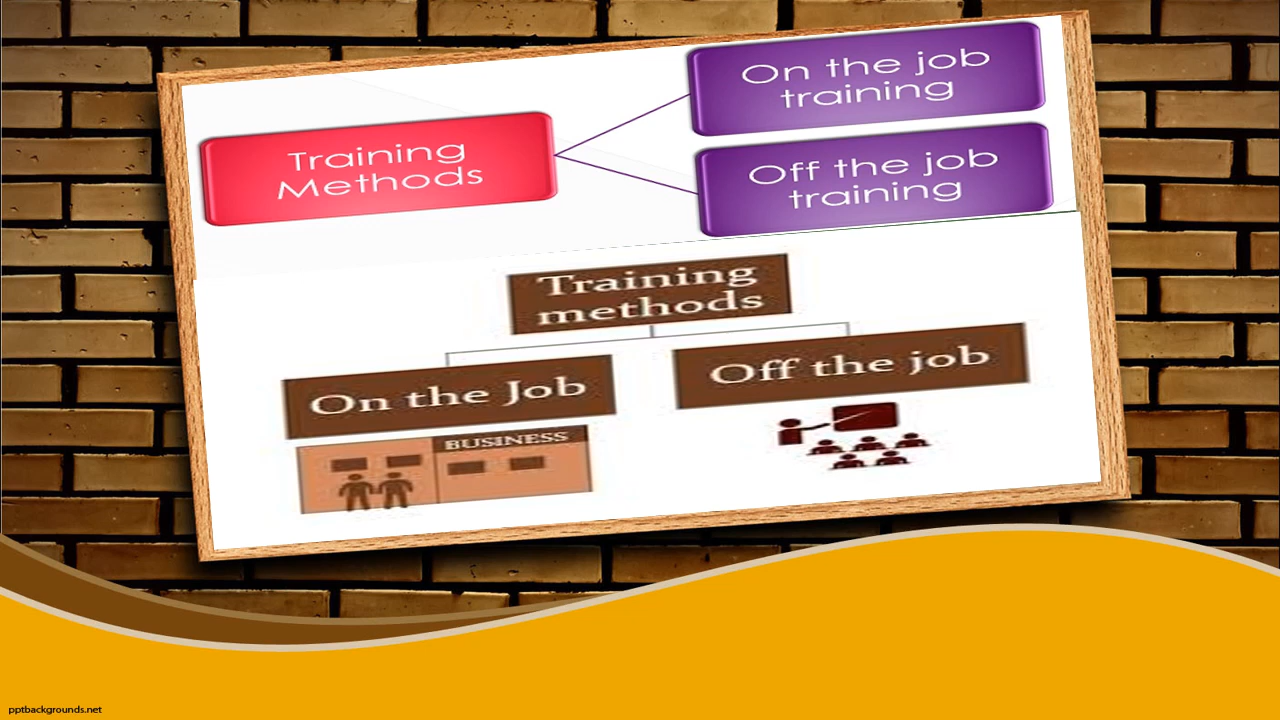 On the job
training
Training
Methods
Off the job
training
Training
methods
On the Job
Off the job
BUSINESS
pptbackgrounds.net